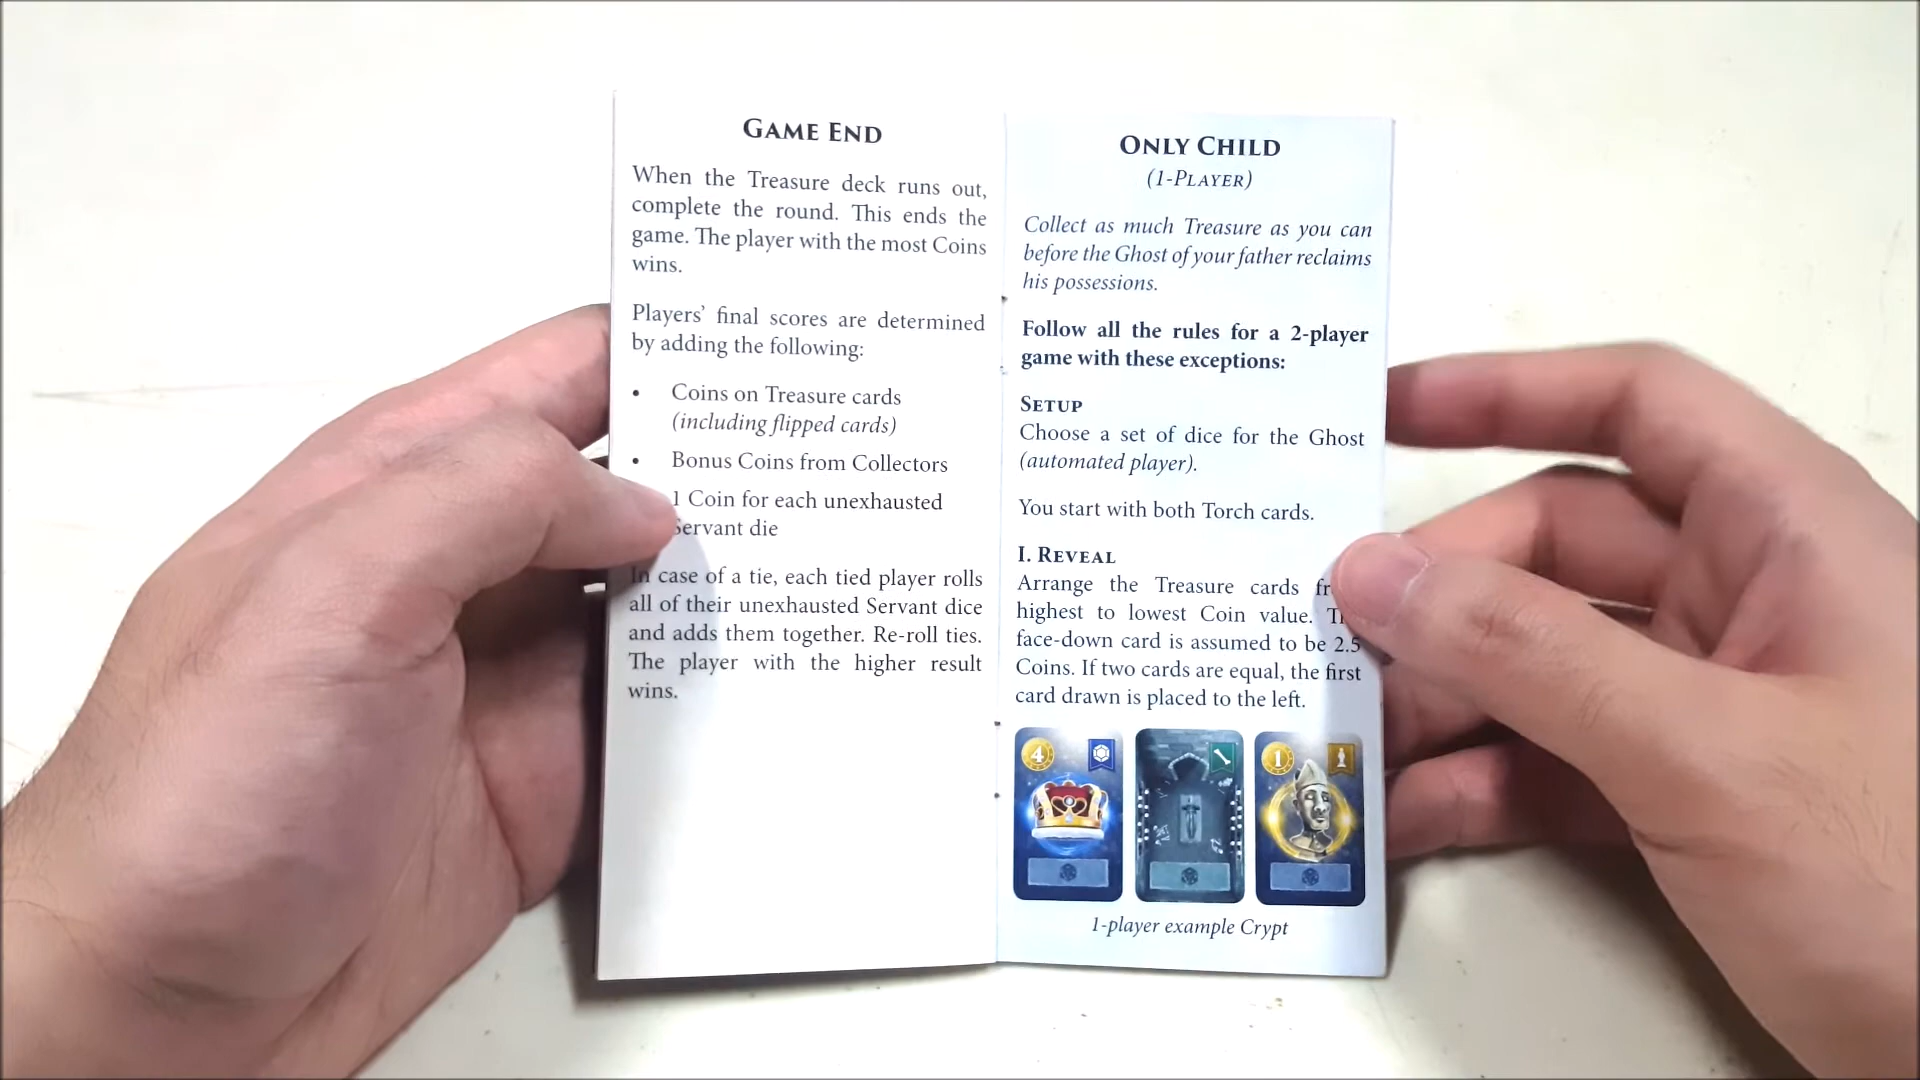 GAME END
When the Treasure deck runs out,
complete the round. This ends the
game. The player with the most Coins
wins.
Players' final scores are determined
by adding the following:
• Coins on Treasure cards
(including flipped cards)
• Bonus Coins from Collectors
1 Coin for each unexhausted
Servant die
In case of a tie, each tied player rolls
all of their unexhausted Servant dice
and adds them together. Re-roll ties.
The player with the higher result
wins.
ONLY CHILD
(1-PLAYER)
Collect as much Treasure as you can
before the Ghost of your father reclaims
his possessions.
Follow all the rules for a 2-player
game with these exceptions:
SETUP
Choose a set of dice for the Ghost
(automated player).
You start with both Torch cards.
I. REVEAL
Arrange the Treasure cards
highest to lowest Coin value.
face-down card is assumed to be 2.5
Coins. If two cards are equal, the first
card drawn is placed to the left.
4
1
1-player example Crypt